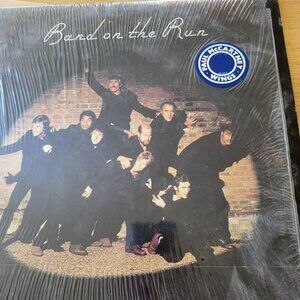 Band on the Run
PAUL McCARTNEY
WINGS